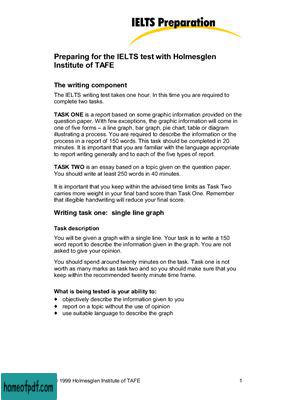 IELTS Preparation
Preparing for the IELTS test with Holmesglen
Institute of TAFE
The writing component
The IELTS writing test takes one hour. In this time you are required to
complete two tasks.
TASK ONE is a report based on some graphic information provided on the
question paper. With few exceptions, the graphic information will come in
one of five forms – a line graph, bar graph, pie chart, table or diagram
illustrating a process. You are required to describe the information or the
process in a report of 150 words. This task should be completed in 20
minutes. It is important that you are familiar with the language appropriate
to report writing generally and to each of the five types of report.
TASK TWO is an essay based on a topic given on the question paper.
You should write at least 250 words in 40 minutes.
It is important that you keep within the advised time limits as Task Two
carries more weight in your final band score than Task One. Remember
that illegible handwriting will reduce your final score.
Writing task one: single line graph
Task description
You will be given a graph with a single line. Your task is to write a 150
word report to describe the information given in the graph. You are not
asked to give your opinion.
You should spend around twenty minutes on the task. Task one is not
worth as many marks as task two and so you should make sure that you
keep within the recommended twenty minute time frame.
What is being tested is your ability to:
• objectively describe the information given to you
• report on a topic without the use of opinion
• use suitable language to describe the graph
© 1999 Holmesglen Institute of TAFE 1
homeofpdf.com